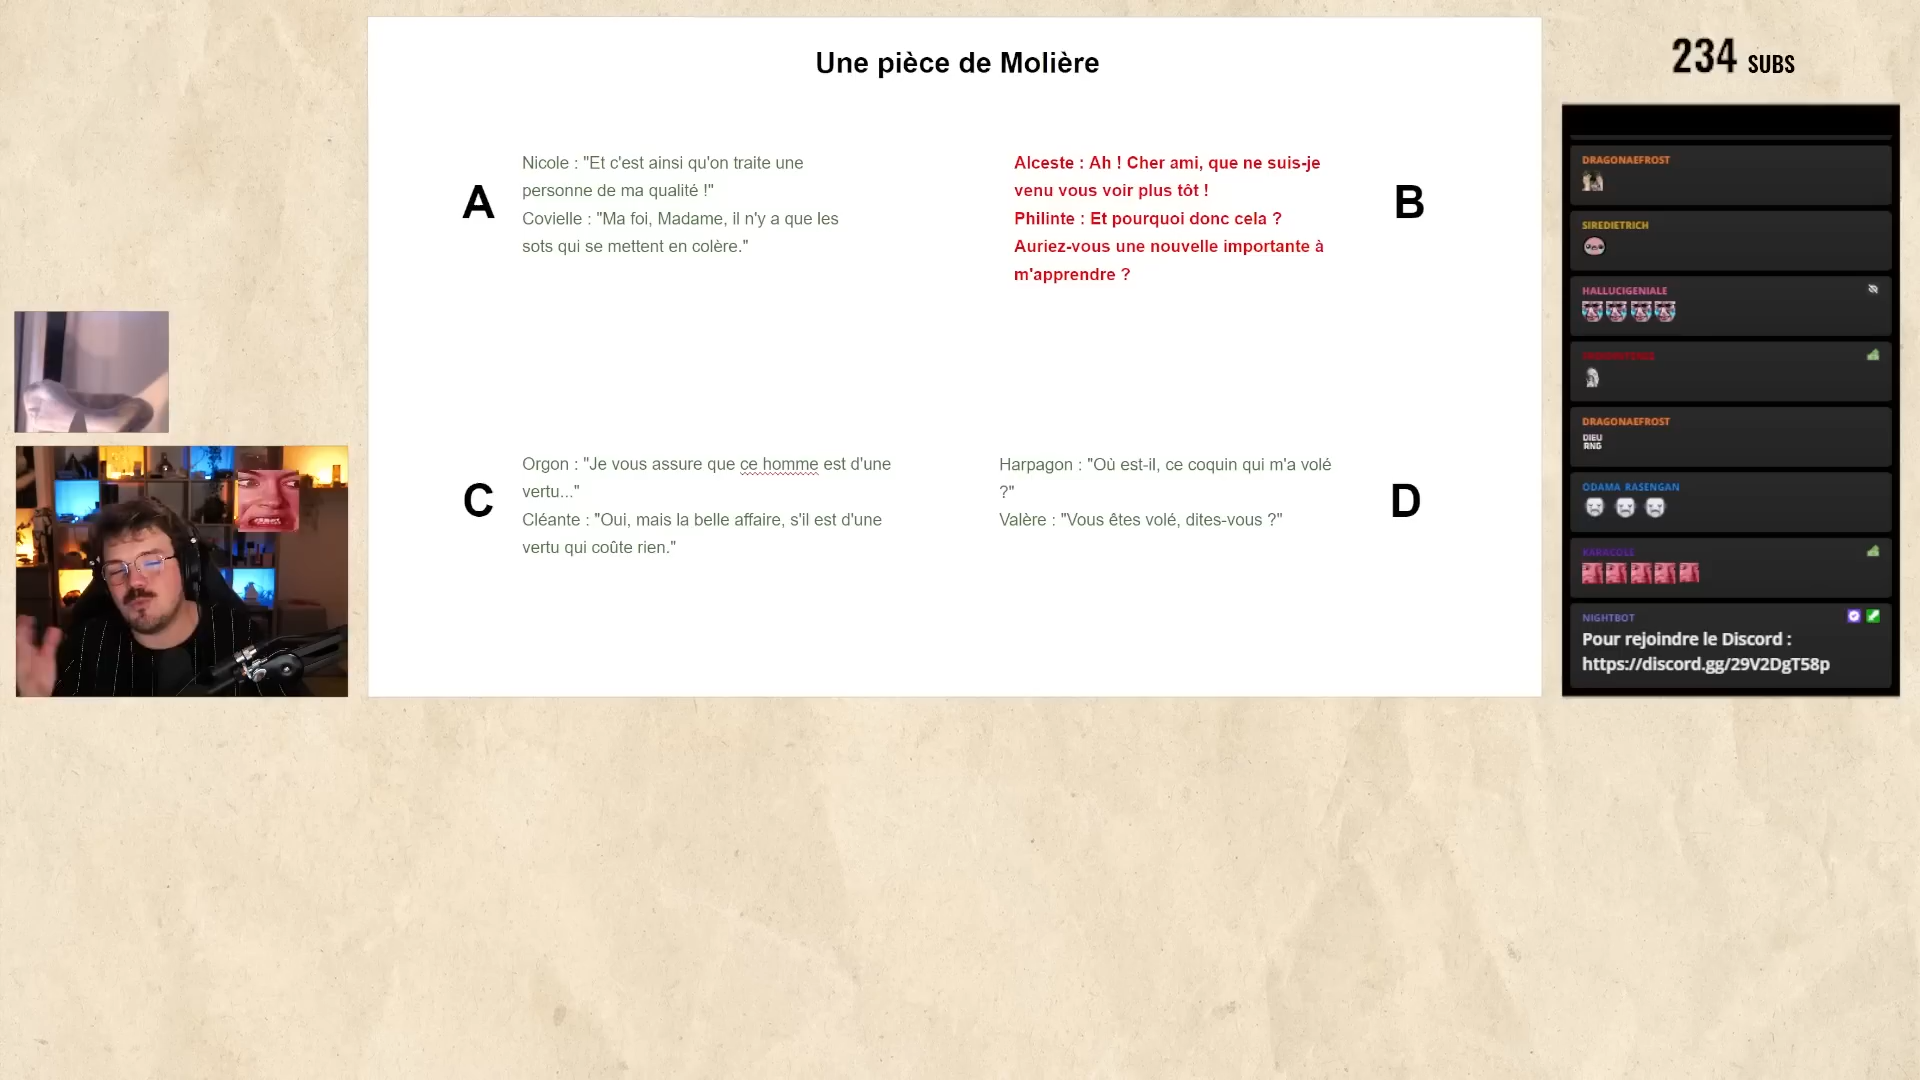 Une pièce de Molière
A
Nicole : "Et c'est ainsi qu'on traite une
personne de ma qualité !"
Covielle : "Ma foi, Madame, il n'y a que les
sots qui se mettent en colère."
Alceste : Ah ! Cher ami, que ne suis-je
venu vous voir plus tôt !
Philinte : Et pourquoi donc cela ?
Auriez-vous une nouvelle importante à
m'apprendre ?
B
C
Orgon : "Je vous assure que ce homme est d'une
vertu..."
Cléante : "Oui, mais la belle affaire, s'il est d'une
vertu qui coûte rien."
Harpagon : "Où est-il, ce coquin qui m'a volé
?"
Valère : "Vous êtes volé, dites-vous ?"
D
234 SUBS
DRAGONAEFROST
SIREDIETRICH
HALLUCIGENIALE
DRAGONAEFROST
DIEU
RNG
ODAMA RASENGAN
KARACOLE
NIGHTBOT
Pour rejoindre le Discord :
https://discord.gg/29V2DgT58p